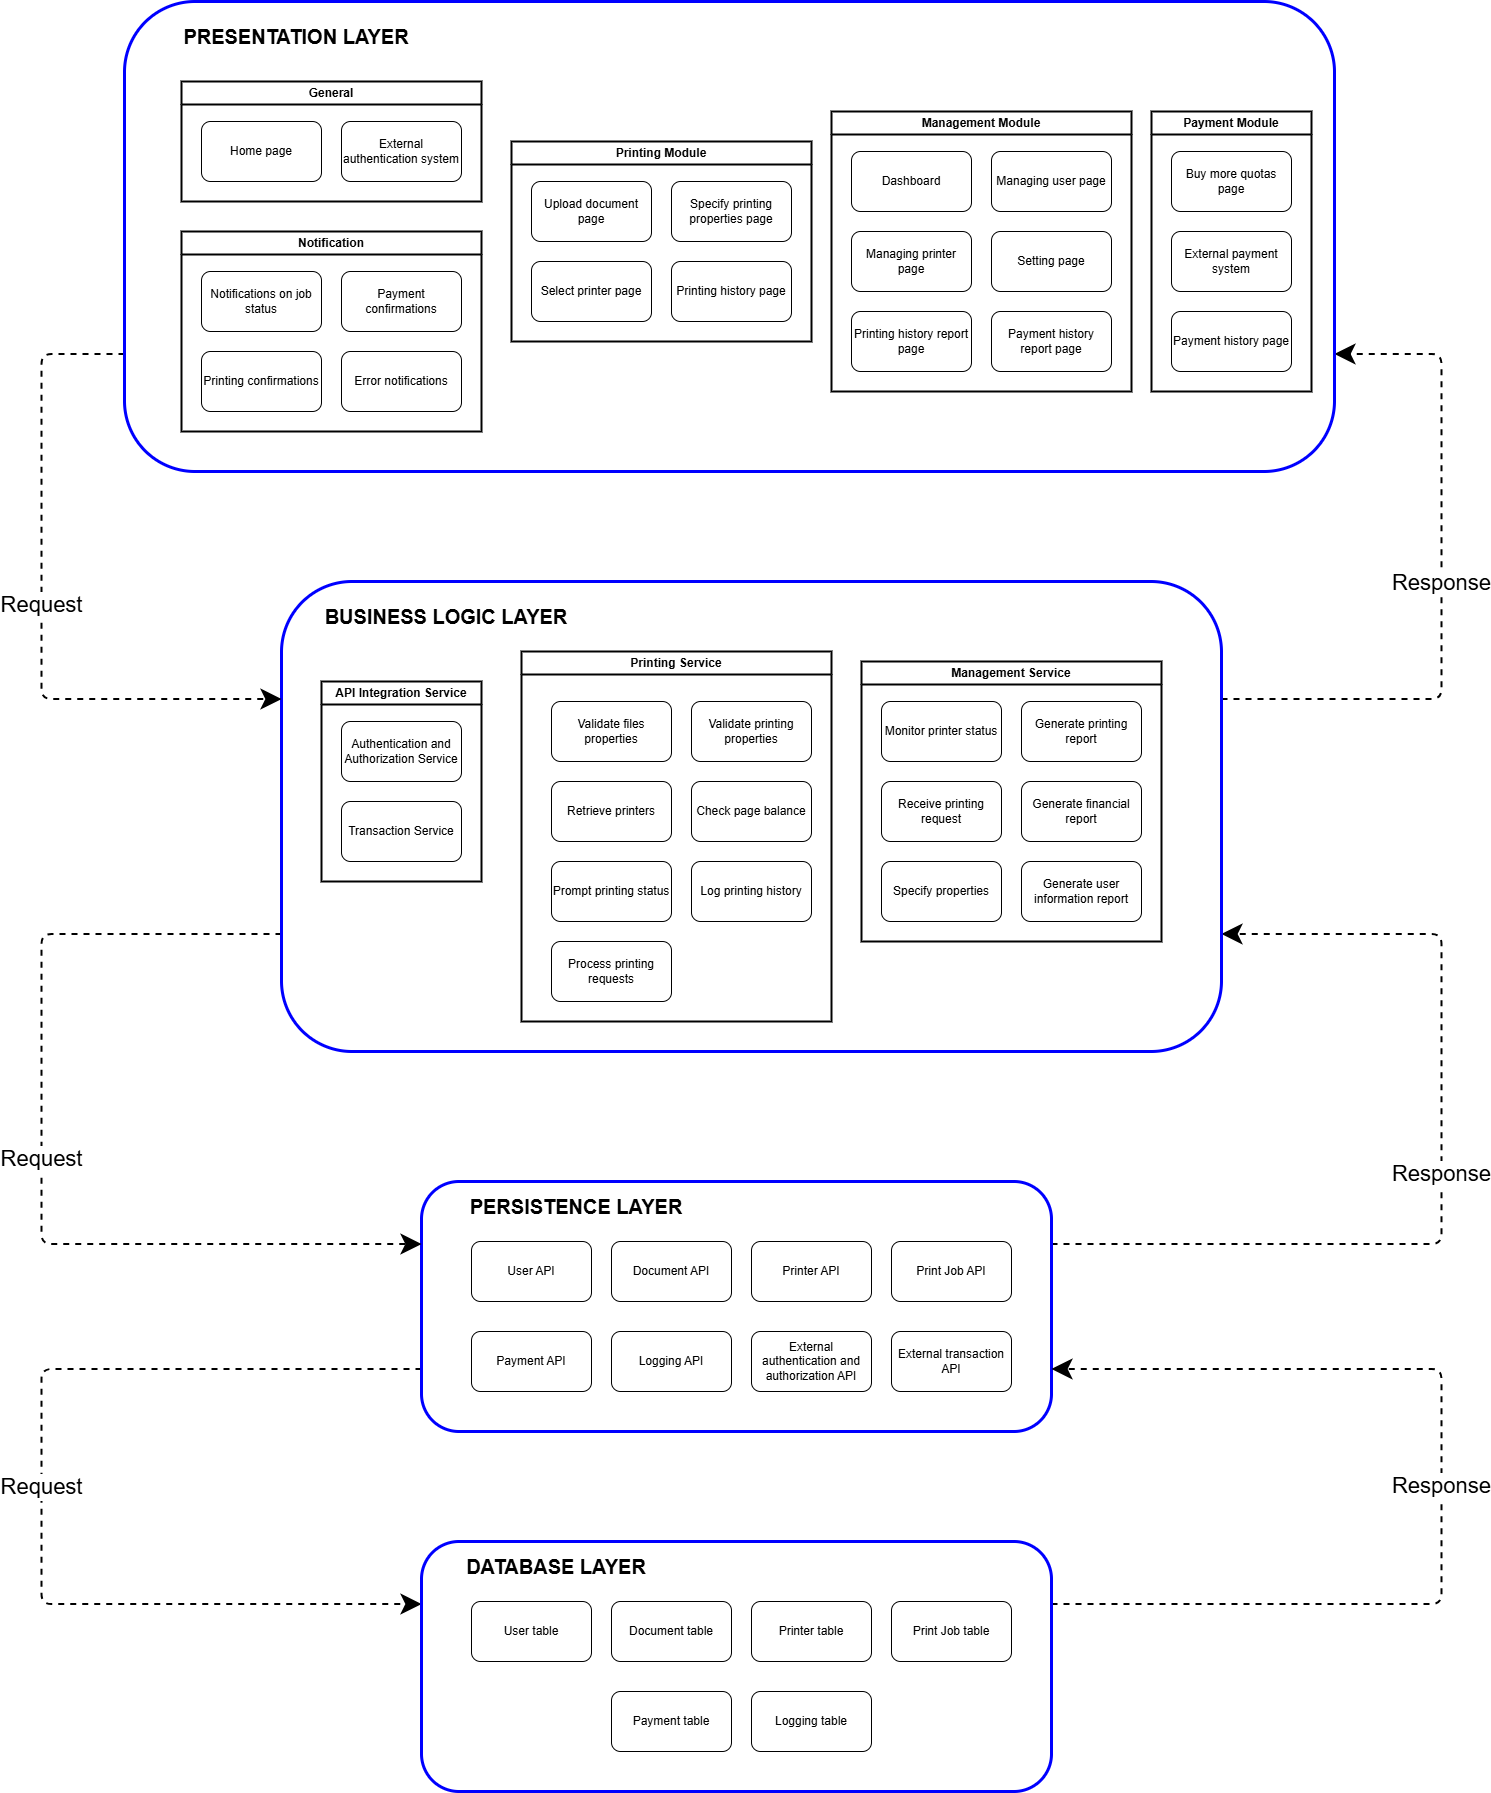 PRESENTATION LAYER
General
Home page
External
authentication system
Notification
Notifications on job
status
Payment
confirmations
Printing confirmations
Error notifications
Printing Module
Upload document
page
Specify printing
properties page
Select printer page
Printing history page
Management Module
Dashboard
Managing user page
Managing printer
page
Setting page
Printing history report
page
Payment history
report page
Payment Module
Buy more quotas
page
External payment
system
Payment history page
Request
Response
BUSINESS LOGIC LAYER
API Integration Service
Authentication and
Authorization Service
Transaction Service
Printing Service
Validate files
properties
Validate printing
properties
Retrieve printers
Check page balance
Prompt printing status
Log printing history
Process printing
requests
Management Service
Monitor printer status
Generate printing
report
Receive printing
request
Generate financial
report
Specify properties
Generate user
information report
Request
Response
PERSISTENCE LAYER
User API
Document API
Printer API
Print Job API
Payment API
Logging API
External
authentication and
authorization API
External transaction
API
Request
Response
DATABASE LAYER
User table
Document table
Printer table
Print Job table
Payment table
Logging table